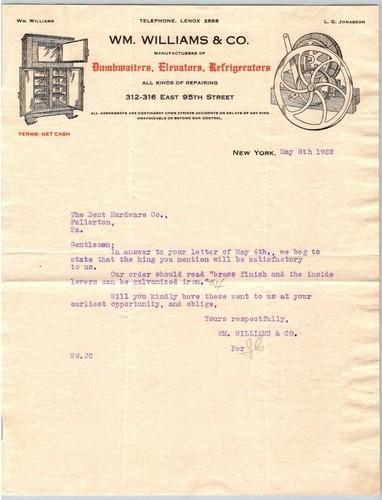 Wm. Williams
TELEPHONE, LENOX 2888
L. G. Jonasson
WM. WILLIAMS & CO.
MANUFACTURERS OF
Dumbwaiters, Elevators, Refrigerators
ALL KINDS OF REPAIRING
312-316 East 95th Street
ALL AGREEMENTS ARE CONTINGENT UPON STRIKES ACCIDENTS OR DELAYS OF ANY KIND
UNAVOIDABLE OR BEYOND OUR CONTROL.
TERMS: NET CASH
New York, May 8th 1922
The Dent Hardware Co.,
Fullerton,
Pa.
Gentlemen:
In answer to your letter of May 6th., we beg to
state that the hing you mention will be satisfactory
to us.
Our order should read "brass finish and the inside
levers can be galvanized iron."
Will you kindly have these sent to us at your
earliest opportunity, and oblige,
Yours respectfully,
WM. WILLIAMS & CO.
Per
WW.JC